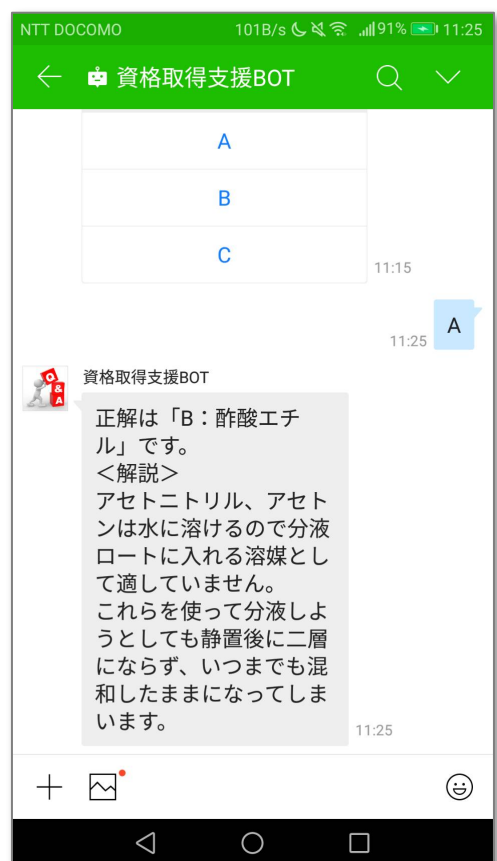 NTT DOCOMO 101B/s 91% 11:25
資格取得支援BOT
A
B
C
11:15
A
11:25
Q
&
A
資格取得支援BOT
正解は「B：酢酸エチ
ル」です。
＜解説＞
アセトニトリル、アセト
ンは水に溶けるので分液
ロートに入れる溶媒とし
て適していません。
これらを使って分液しよ
うとしても静置後に二層
にならず、いつまでも混
和したままになってしま
います。
11:25